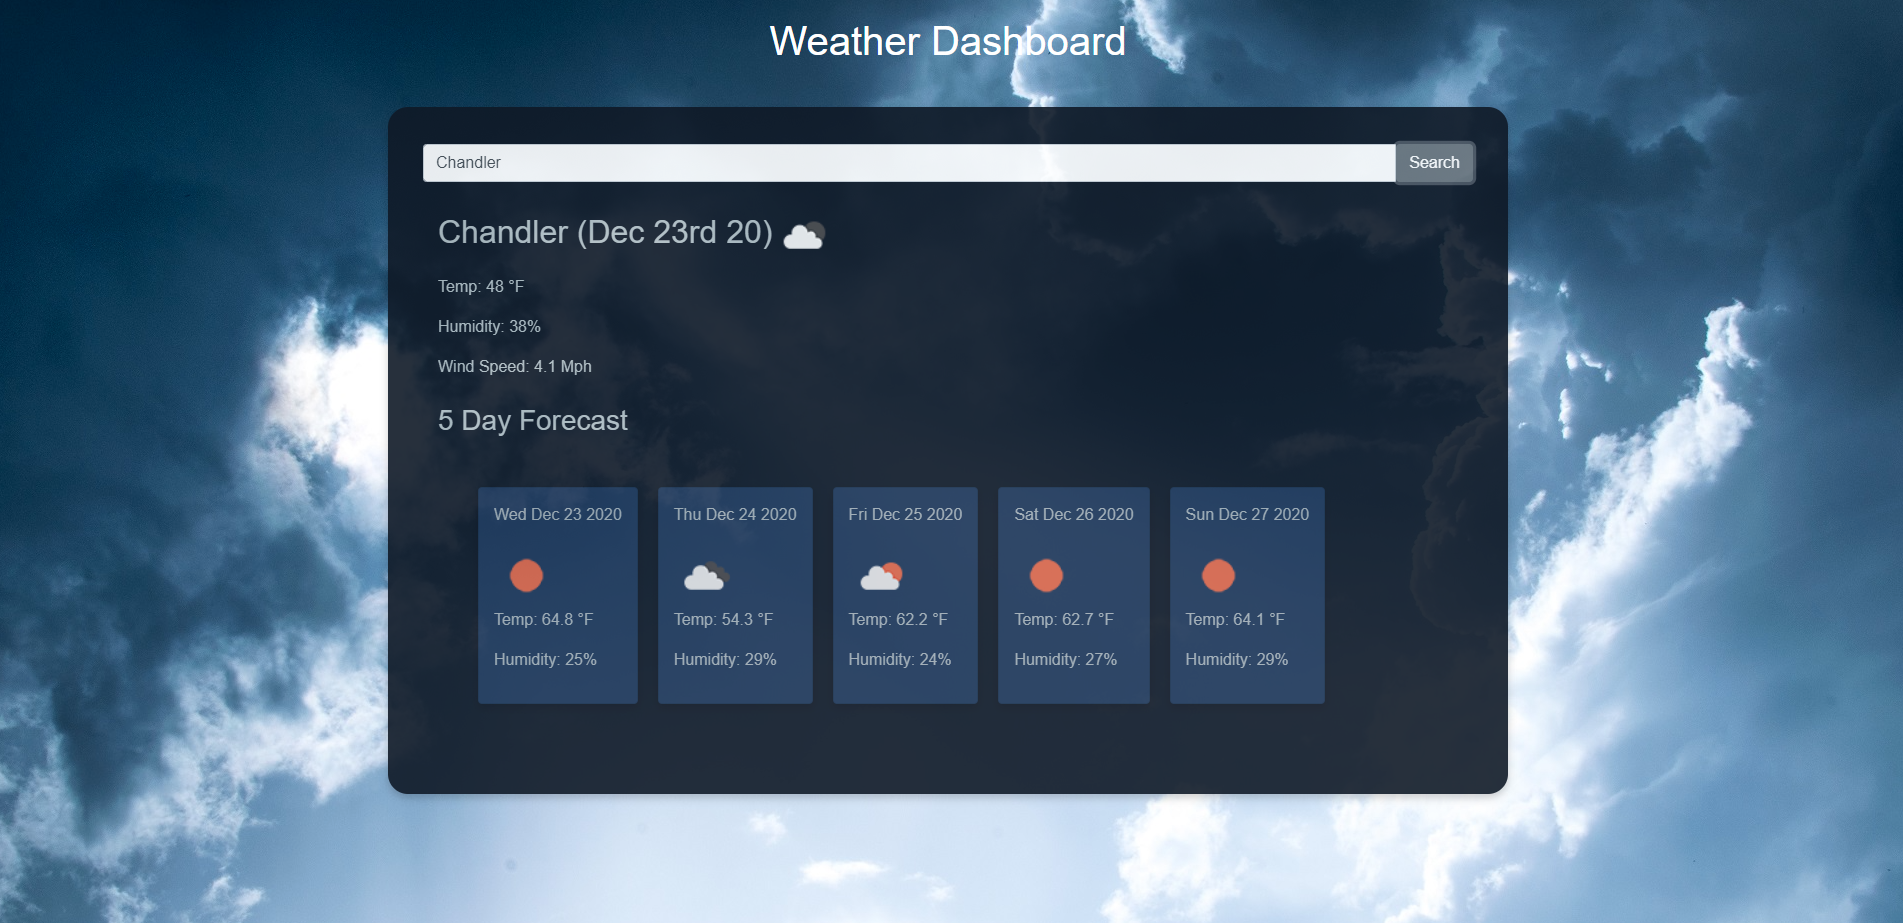 Weather Dashboard
Chandler
Search
Chandler (Dec 23rd 20)
Temp: 48 °F
Humidity: 38%
Wind Speed: 4.1 Mph
5 Day Forecast
Wed Dec 23 2020
Temp: 64.8 °F
Humidity: 25%
Thu Dec 24 2020
Temp: 54.3 °F
Humidity: 29%
Fri Dec 25 2020
Temp: 62.2 °F
Humidity: 24%
Sat Dec 26 2020
Temp: 62.7 °F
Humidity: 27%
Sun Dec 27 2020
Temp: 64.1 °F
Humidity: 29%